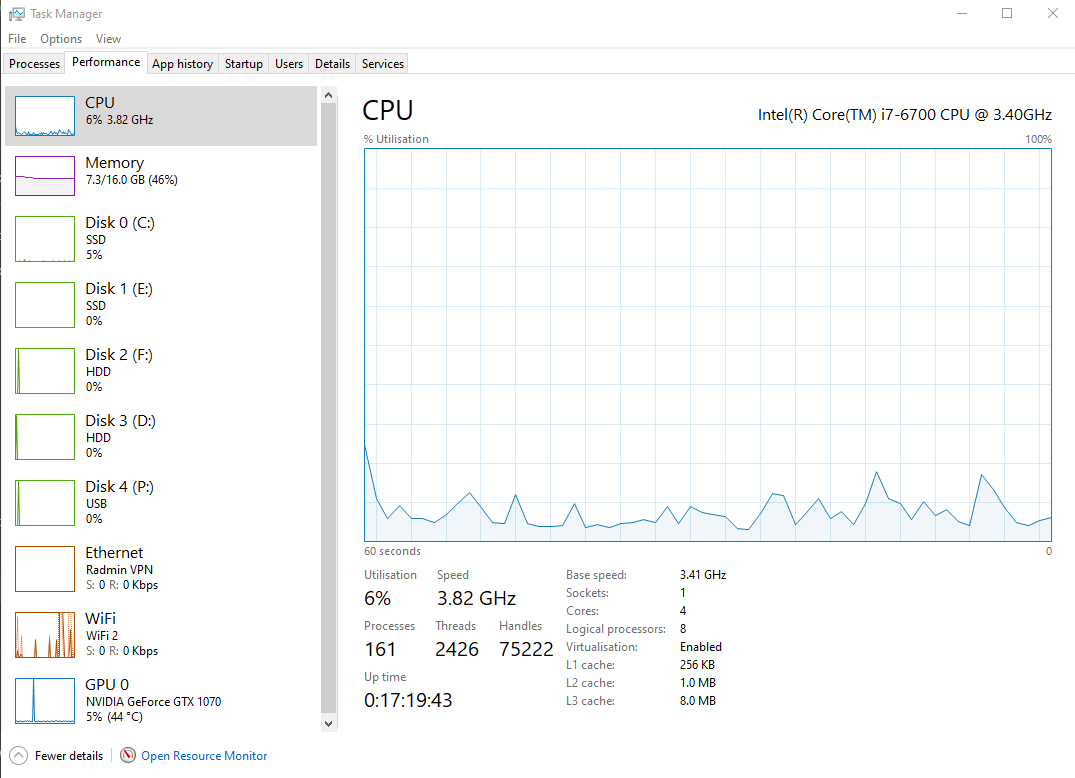 Task Manager
File Options View
Processes Performance App history Startup Users Details Services
CPU
6% 3.82 GHz
Memory
7.3/16.0 GB (46%)
Disk 0 (C:)
SSD
5%
Disk 1 (E:)
SSD
0%
Disk 2 (F:)
HDD
0%
Disk 3 (D:)
HDD
0%
Disk 4 (P:)
USB
0%
Ethernet
Radmin VPN
S: 0 R: 0 Kbps
WiFi
WiFi 2
S: 0 R: 0 Kbps
GPU 0
NVIDIA GeForce GTX 1070
5% (44 °C)
CPU Intel(R) Core(TM) i7-6700 CPU @ 3.40GHz
% Utilisation 100%
60 seconds 0
Utilisation Speed
6% 3.82 GHz
Processes Threads Handles
161 2426 75222
Up time
0:17:19:43
Base speed: 3.41 GHz
Sockets: 1
Cores: 4
Logical processors: 8
Virtualisation: Enabled
L1 cache: 256 KB
L2 cache: 1.0 MB
L3 cache: 8.0 MB
Fewer details Open Resource Monitor